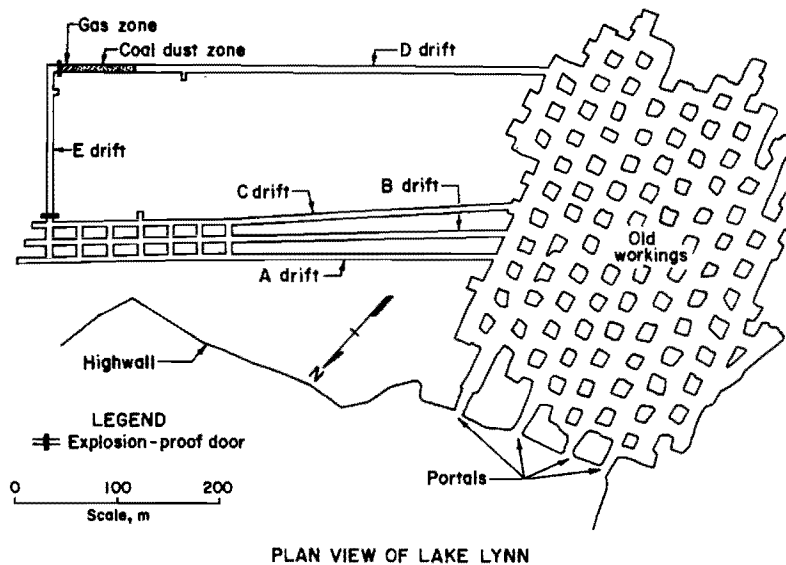 Gas zone
Coal dust zone
D drift
E drift
C drift
B drift
Old
workings
A drift
Highwall
N
LEGEND
Explosion-proof door
Portals
0 100 200
Scale, m
PLAN VIEW OF LAKE LYNN